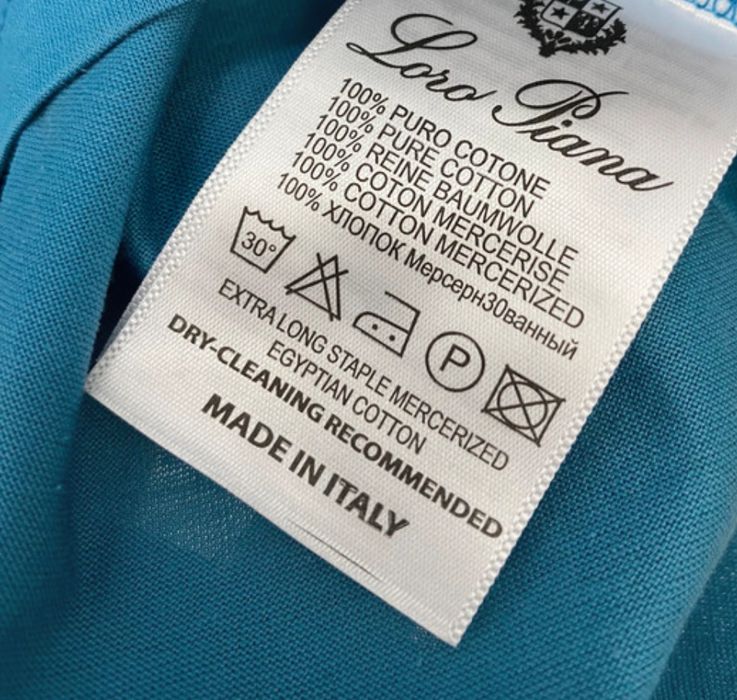 Loro Piana
100% PURO COTONE
100% PURE COTTON
100% REINE BAUMWOLLE
100% COTON MERCERISE
100% COTTON MERCERIZED
100% ХЛОПОК Мерсерн30ванный
30°
P
EXTRA LONG STAPLE MERCERIZED
EGYPTIAN COTTON
DRY-CLEANING RECOMMENDED
MADE IN ITALY